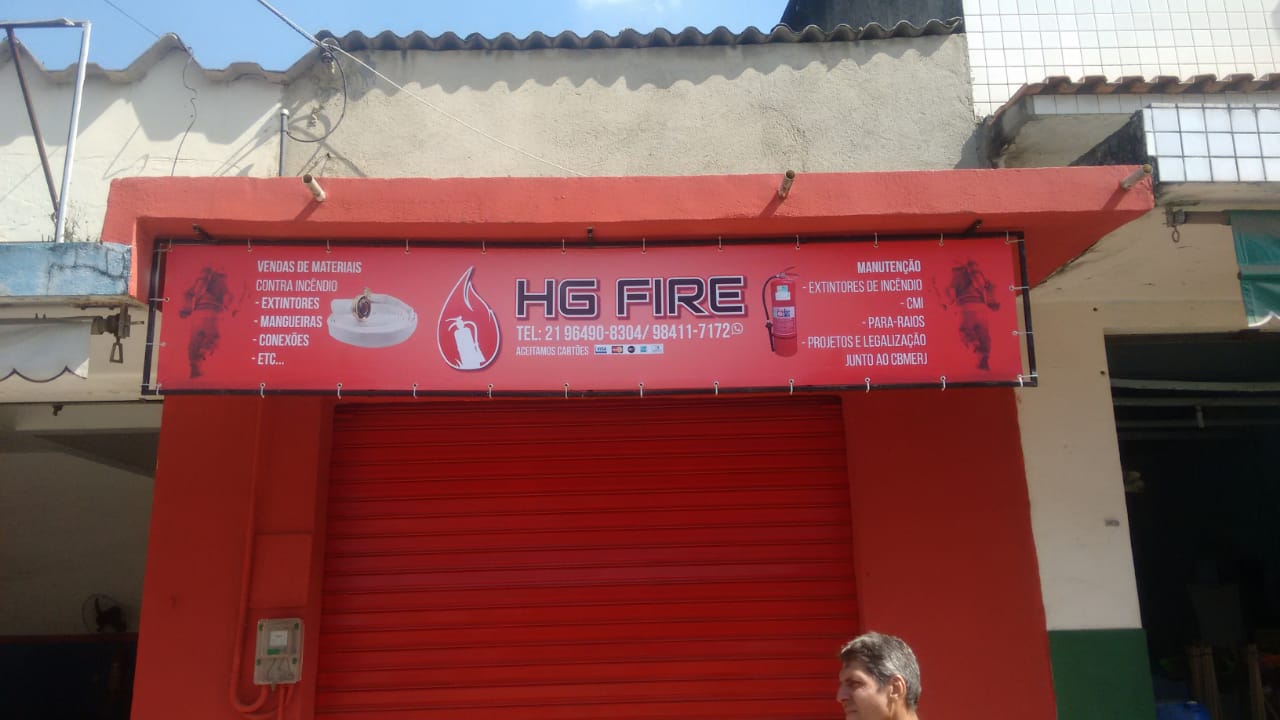 VENDAS DE MATERIAIS
CONTRA INCÊNDIO
- EXTINTORES
- MANGUEIRAS
- CONEXÕES
- ETC...
HG FIRE
TEL: 21 96490-8304/ 98411-7172
ACEITAMOS CARTÕES
MANUTENÇÃO
- EXTINTORES DE INCÊNDIO
- CMI
- PARA-RAIOS
- PROJETOS E LEGALIZAÇÃO
JUNTO AO CBMERJ